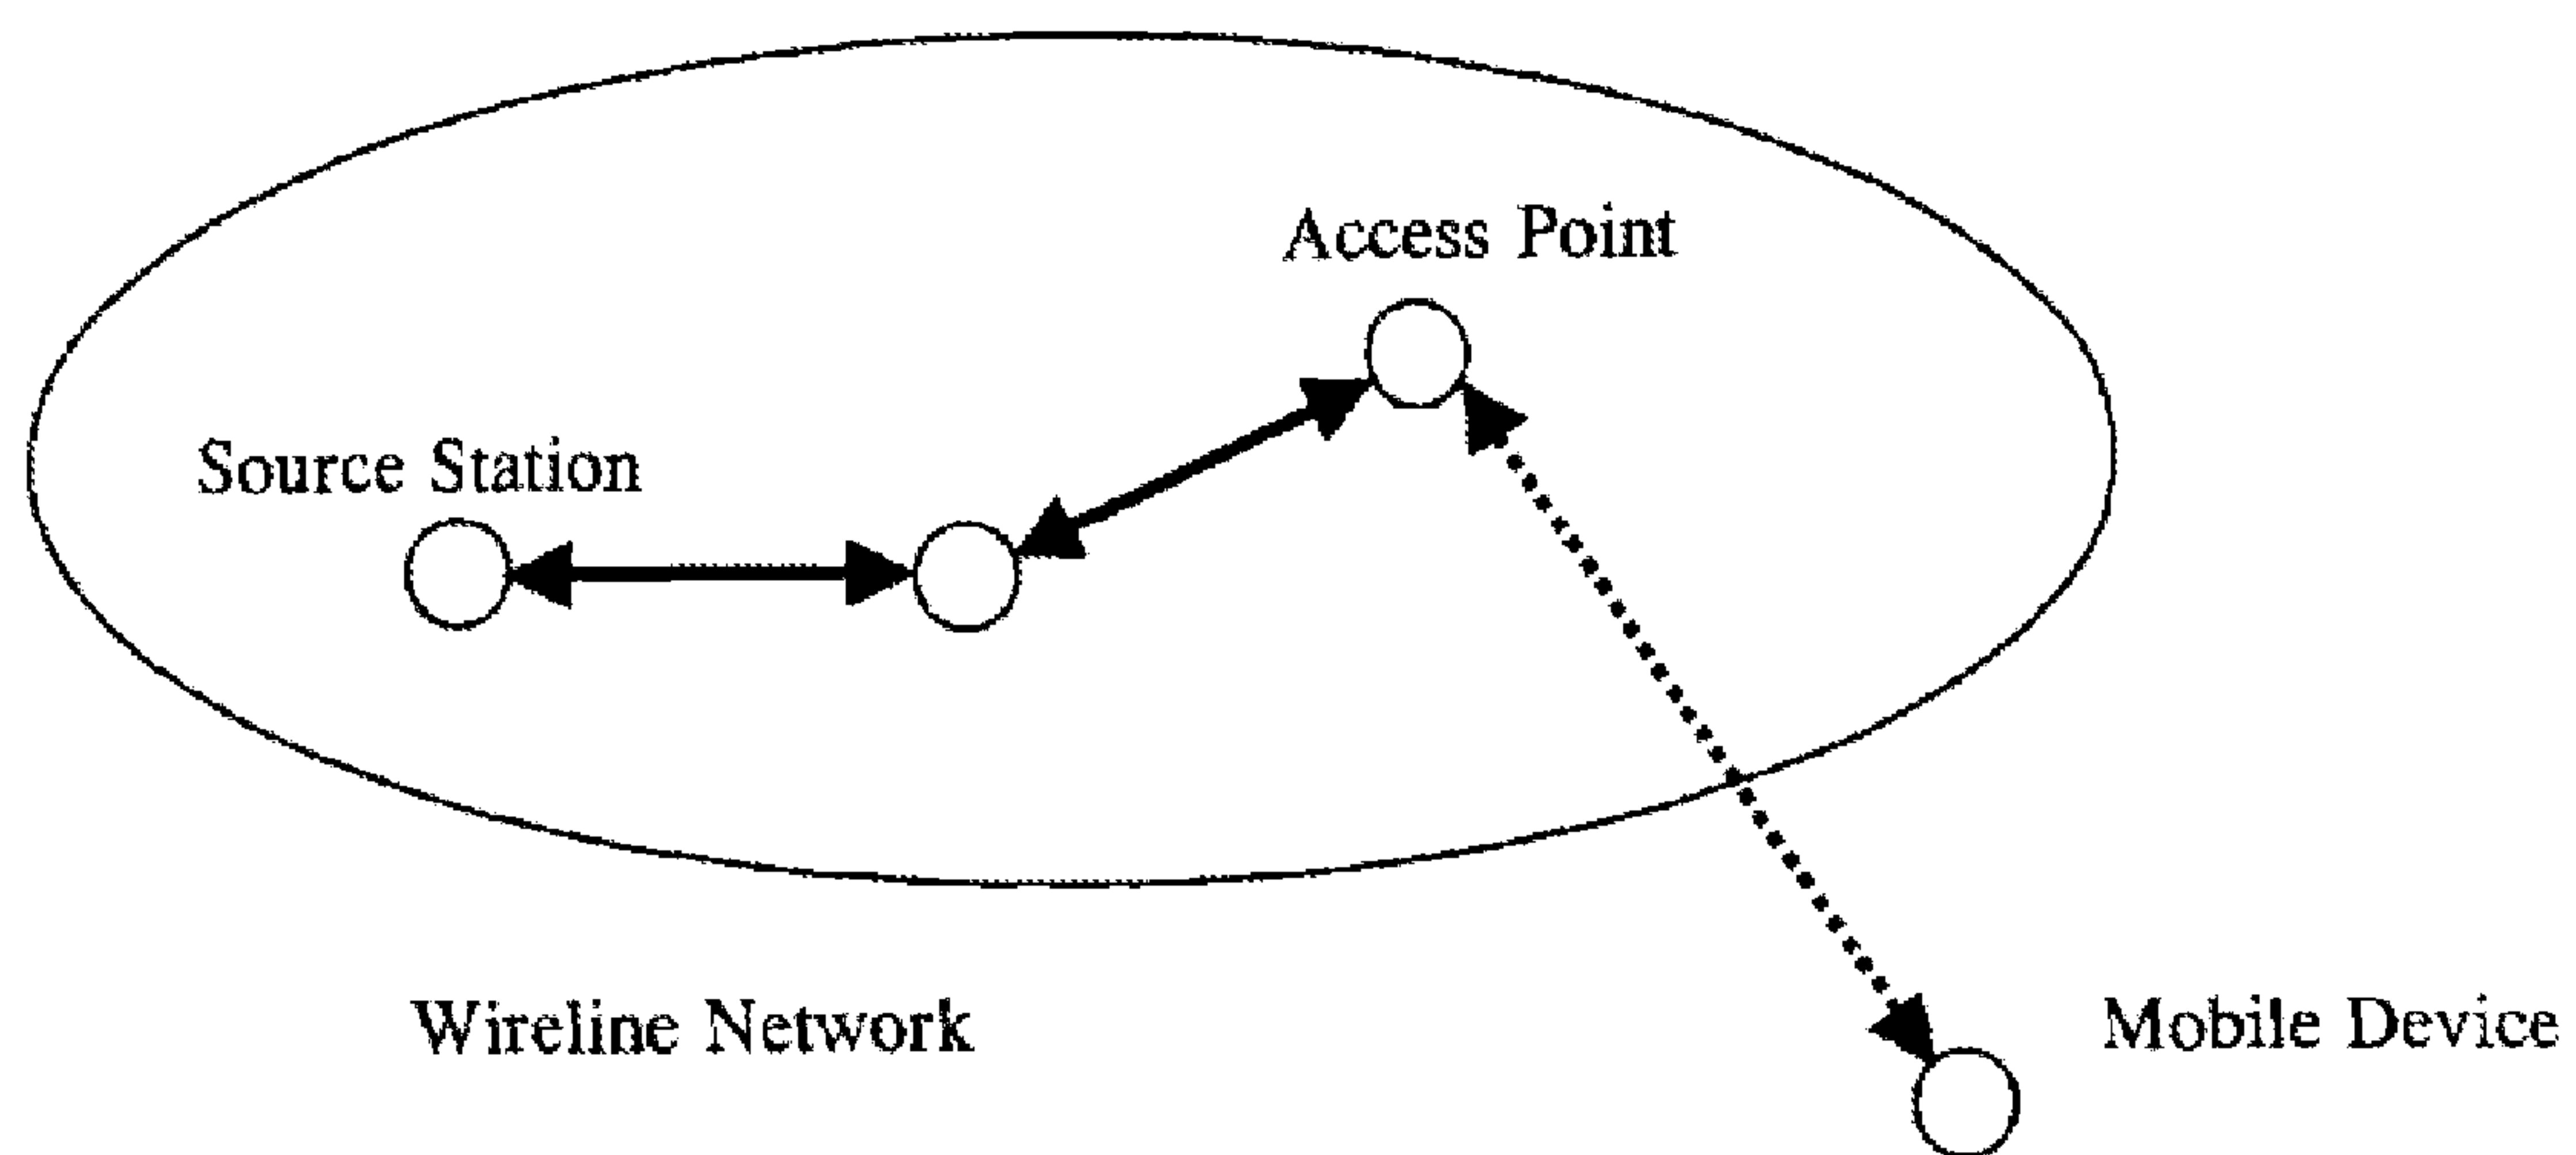 Access Point
Source Station
Wireline Network
Mobile Device